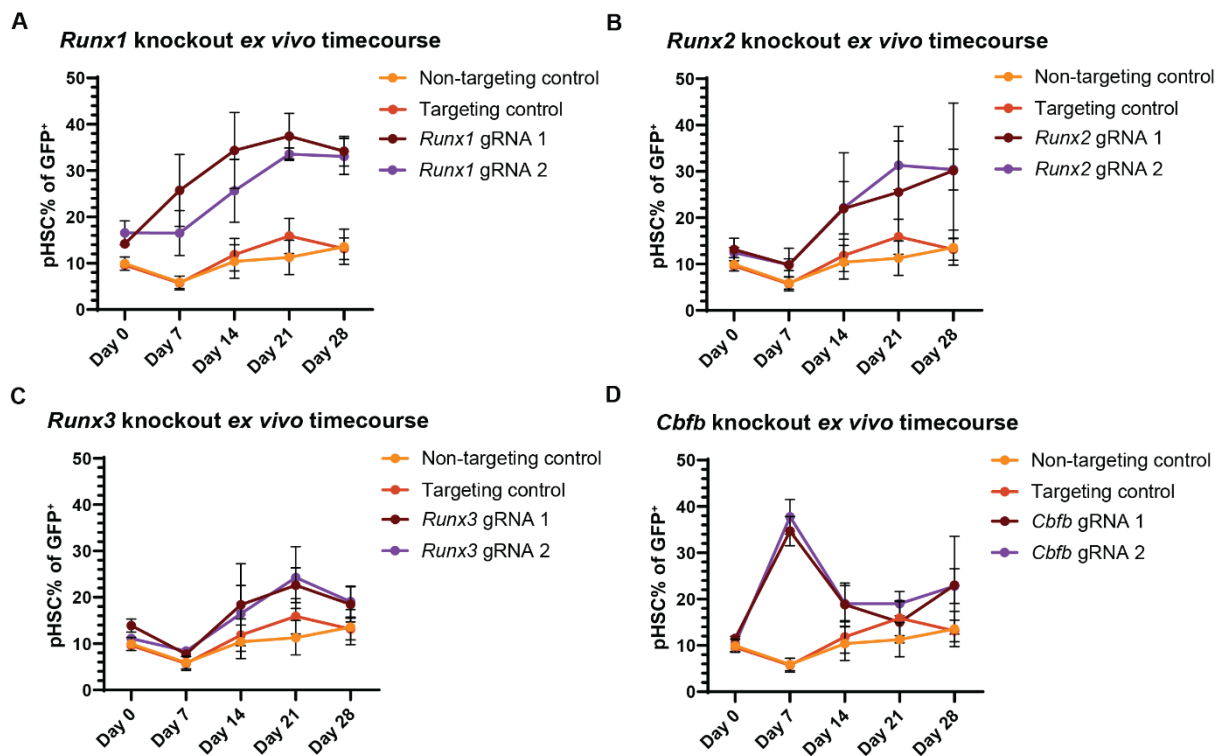 A
Runx1 knockout ex vivo timecourse
pHSC% of GFP⁺
50
40
30
20
10
0
Day 0
Day 7
Day 14
Day 21
Day 28
Non-targeting control
Targeting control
Runx1 gRNA 1
Runx1 gRNA 2
B
Runx2 knockout ex vivo timecourse
pHSC% of GFP⁺
50
40
30
20
10
0
Day 0
Day 7
Day 14
Day 21
Day 28
Non-targeting control
Targeting control
Runx2 gRNA 1
Runx2 gRNA 2
C
Runx3 knockout ex vivo timecourse
pHSC% of GFP⁺
50
40
30
20
10
0
Day 0
Day 7
Day 14
Day 21
Day 28
Non-targeting control
Targeting control
Runx3 gRNA 1
Runx3 gRNA 2
D
Cbfb knockout ex vivo timecourse
pHSC% of GFP⁺
50
40
30
20
10
0
Day 0
Day 7
Day 14
Day 21
Day 28
Non-targeting control
Targeting control
Cbfb gRNA 1
Cbfb gRNA 2